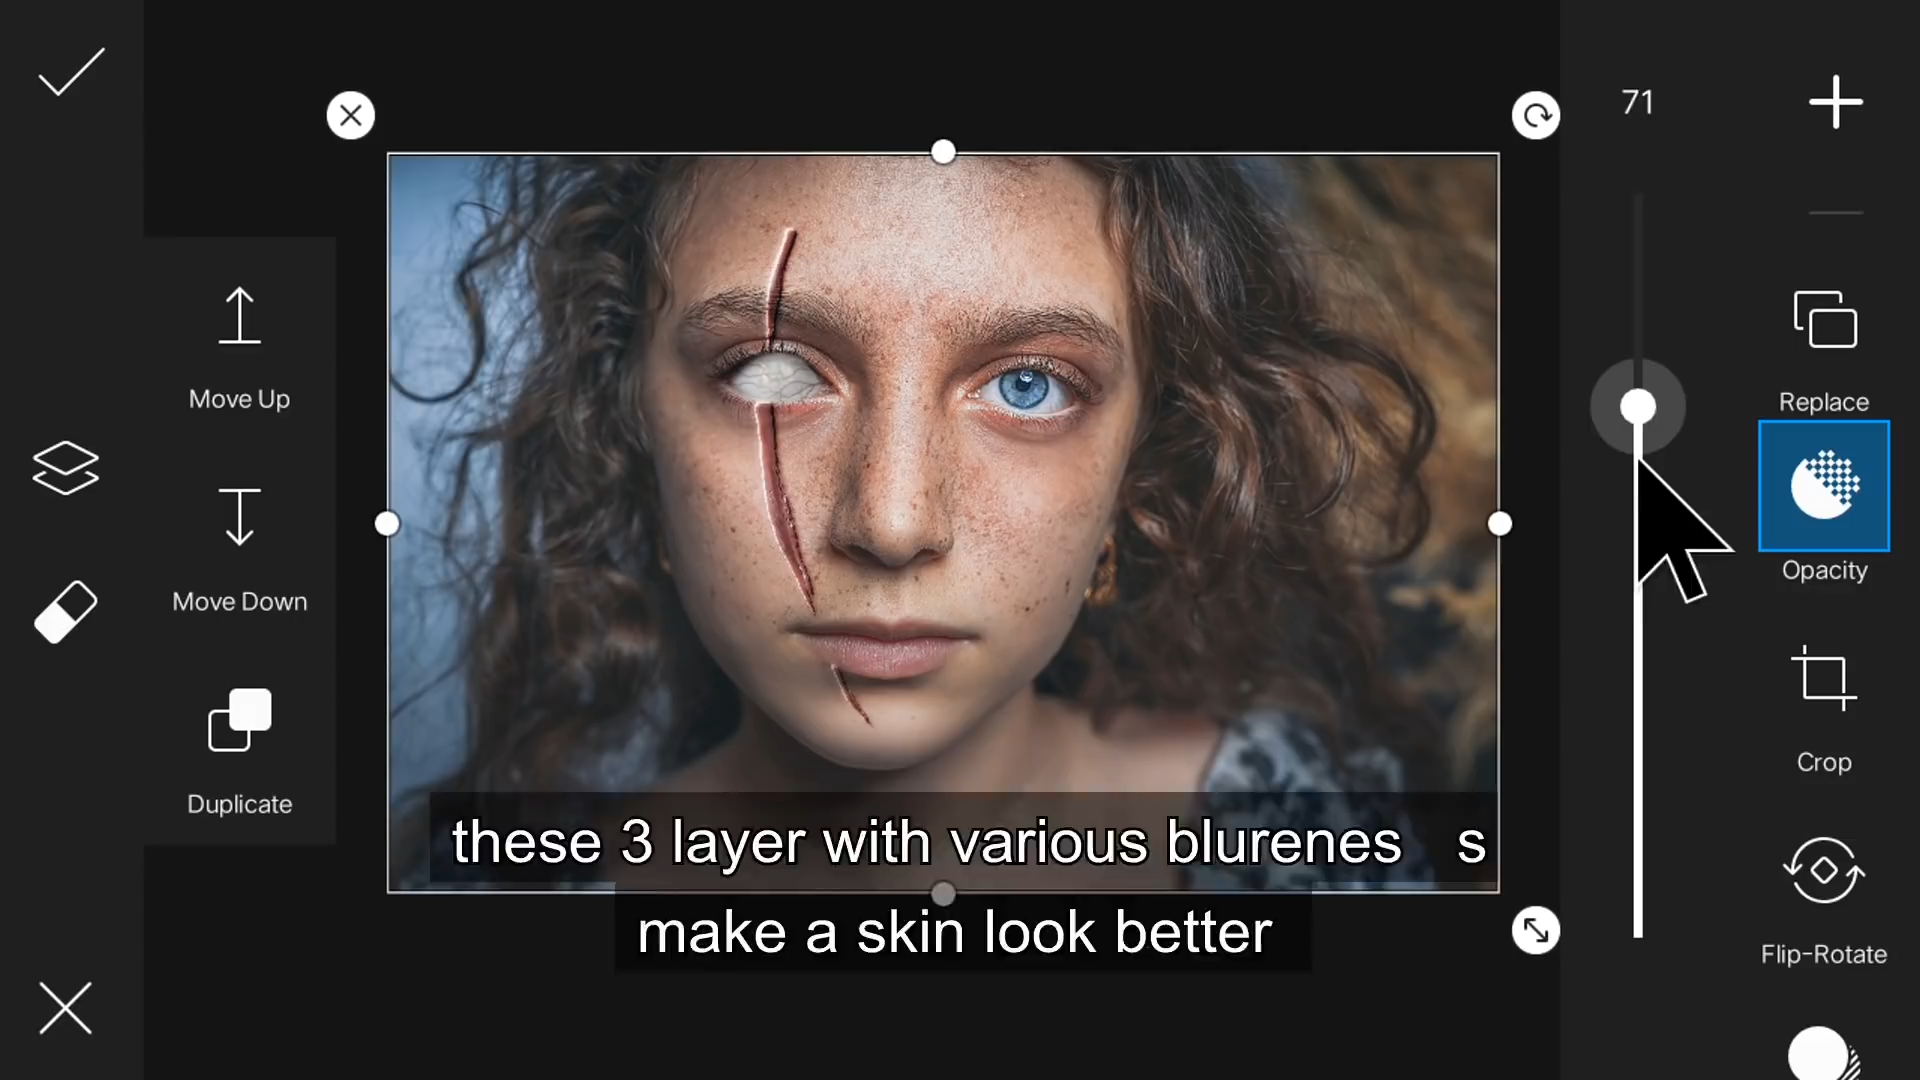 71
Move Up
Replace
Opacity
Move Down
Crop
Duplicate
these 3 layer with various blurenes s
make a skin look better
Flip-Rotate